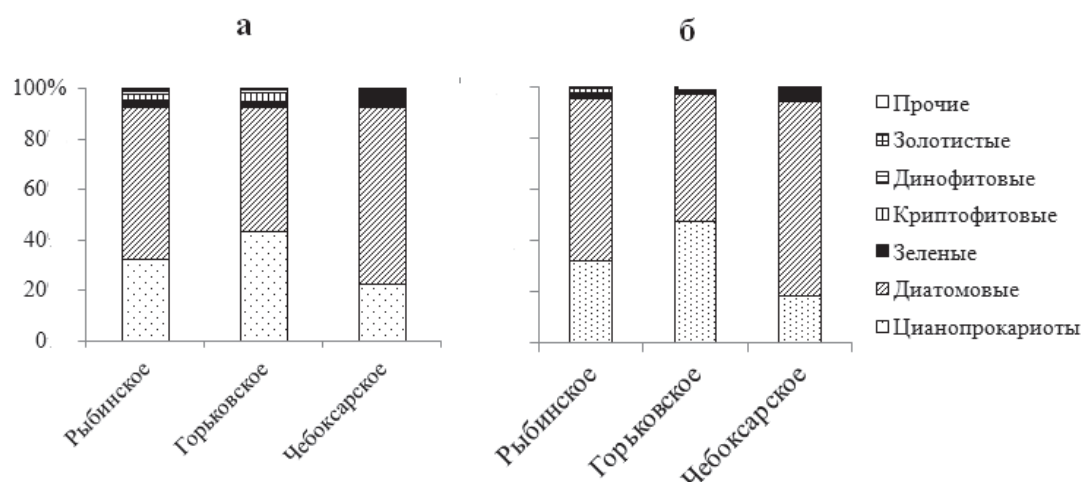 а
б
100%
80
60
40
20
0
Рыбинское
Горьковское
Чебоксарское
Рыбинское
Горьковское
Чебоксарское
Прочие
Золотистые
Динофитовые
Криптофитовые
Зеленые
Диатомовые
Цианопрокариоты